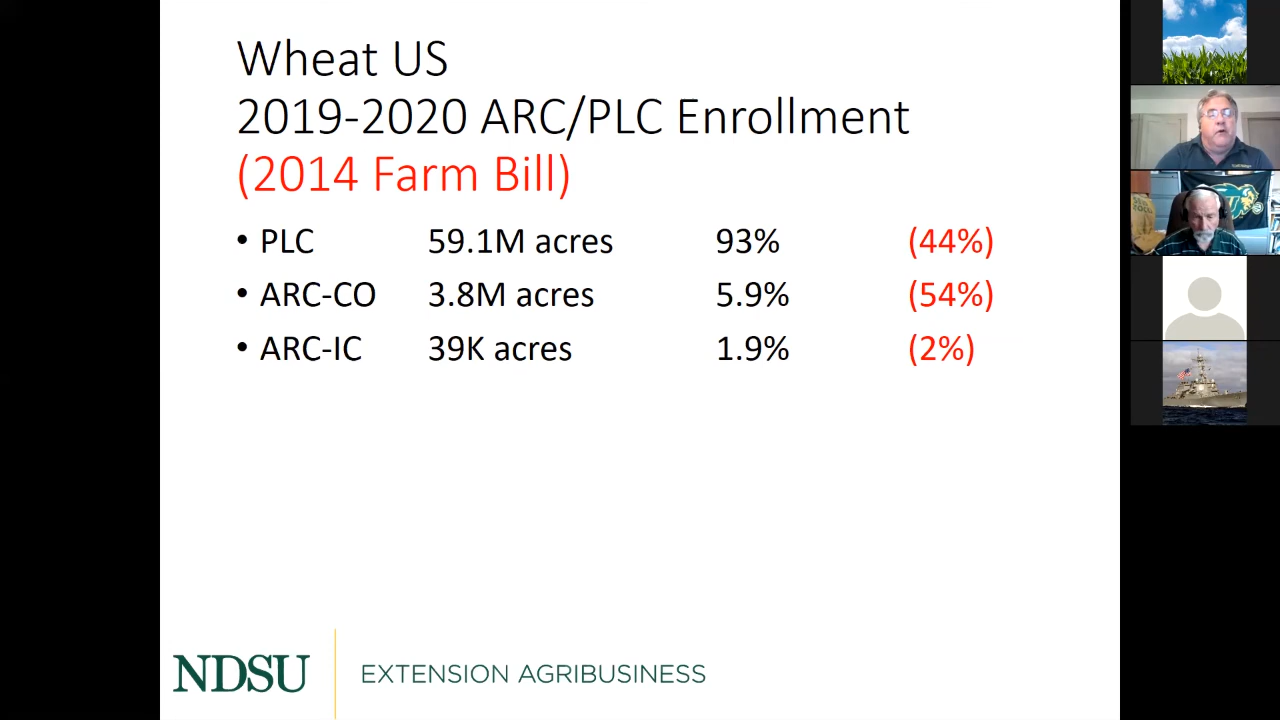 Wheat US
2019-2020 ARC/PLC Enrollment
(2014 Farm Bill)
• PLC 59.1M acres 93% (44%)
• ARC-CO 3.8M acres 5.9% (54%)
• ARC-IC 39K acres 1.9% (2%)
NDSU EXTENSION AGRIBUSINESS